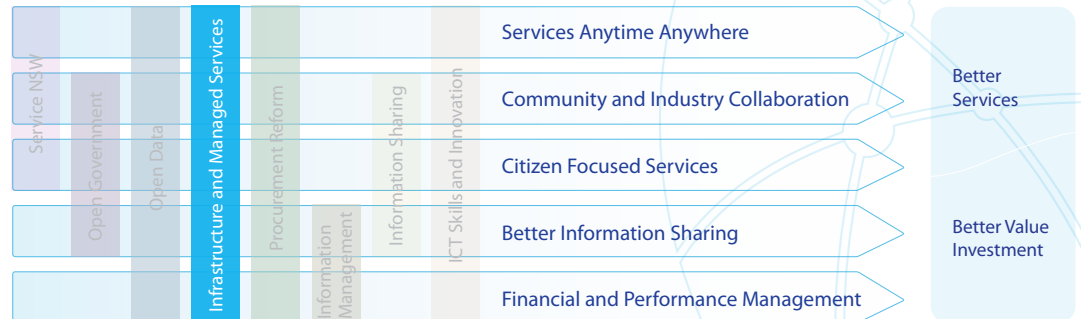 Service NSW
Open Government
Open Data
Infrastructure and Managed Services
Procurement Reform
Information
Management
Information Sharing
ICT Skills and Innovation
Services Anytime Anywhere
Community and Industry Collaboration
Citizen Focused Services
Better Information Sharing
Financial and Performance Management
Better
Services
Better Value
Investment